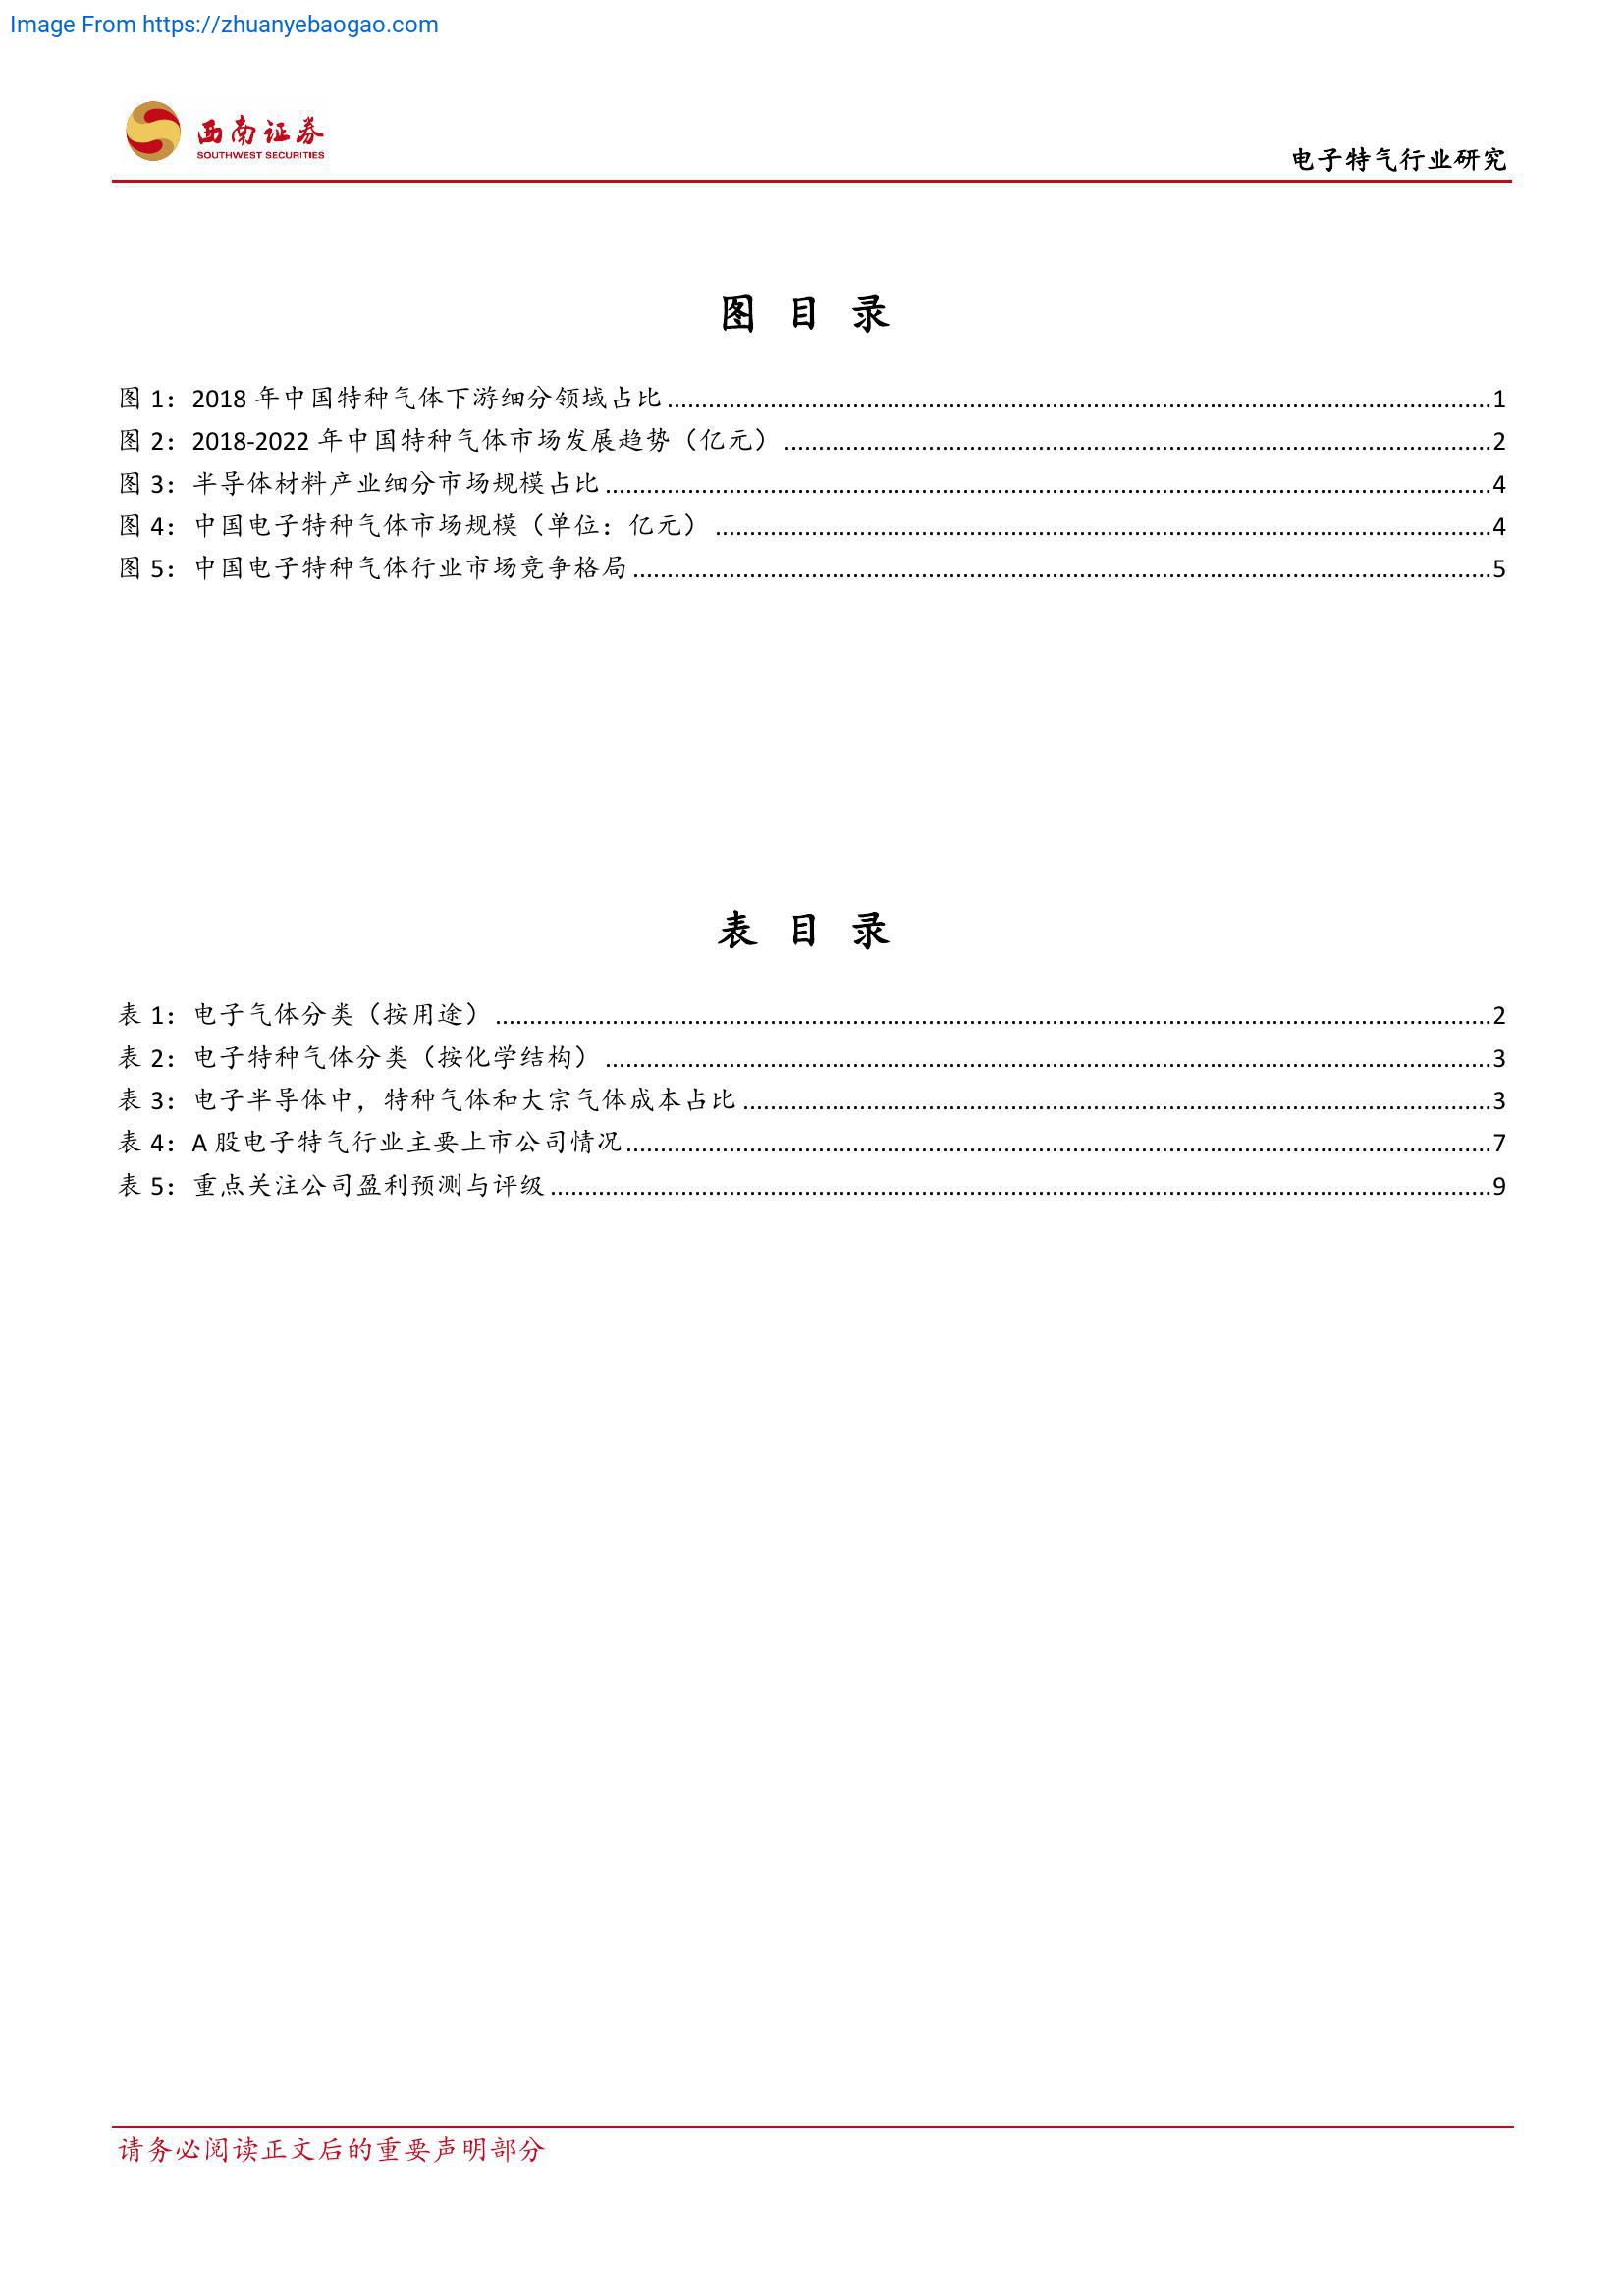 Image From https://zhuanyebaogao.com
西南证券
SOUTHWEST SECURITIES
电子特气行业研究
图 目 录
图 1：2018 年中国特种气体下游细分领域占比........................................1
图 2：2018-2022 年中国特种气体市场发展趋势（亿元）........................................2
图 3：半导体材料产业细分市场规模占比........................................4
图 4：中国电子特种气体市场规模（单位：亿元）........................................4
图 5：中国电子特种气体行业市场竞争格局........................................5
表 目 录
表 1：电子气体分类（按用途）........................................2
表 2：电子特种气体分类（按化学结构）........................................3
表 3：电子半导体中，特种气体和大宗气体成本占比........................................3
表 4：A 股电子特气行业主要上市公司情况........................................7
表 5：重点关注公司盈利预测与评级........................................9
请务必阅读正文后的重要声明部分